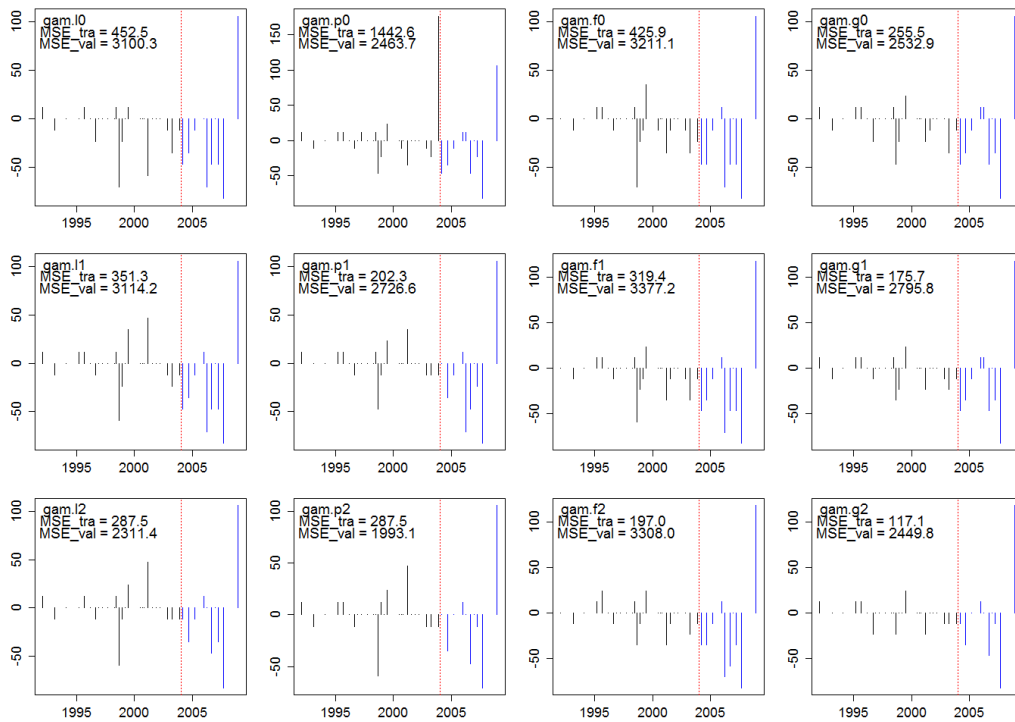 gam.l0
MSE_tra = 452.5
MSE_val = 3100.3
100
50
0
-50
1995 2000 2005
gam.p0
MSE_tra = 1442.6
MSE_val = 2463.7
150
100
50
0
-50
1995 2000 2005
gam.f0
MSE_tra = 425.9
MSE_val = 3211.1
100
50
0
-50
1995 2000 2005
gam.g0
MSE_tra = 255.5
MSE_val = 2532.9
100
50
0
-50
1995 2000 2005
gam.l1
MSE_tra = 351.3
MSE_val = 3114.2
100
50
0
-50
1995 2000 2005
gam.p1
MSE_tra = 202.3
MSE_val = 2726.6
100
50
0
-50
1995 2000 2005
gam.f1
MSE_tra = 319.4
MSE_val = 3377.2
100
50
0
-50
1995 2000 2005
gam.g1
MSE_tra = 175.7
MSE_val = 2795.8
100
50
0
-50
1995 2000 2005
gam.l2
MSE_tra = 287.5
MSE_val = 2311.4
100
50
0
-50
1995 2000 2005
gam.p2
MSE_tra = 287.5
MSE_val = 1993.1
100
50
0
-50
1995 2000 2005
gam.f2
MSE_tra = 197.0
MSE_val = 3308.0
100
50
0
-50
1995 2000 2005
gam.g2
MSE_tra = 117.1
MSE_val = 2449.8
100
50
0
-50
1995 2000 2005